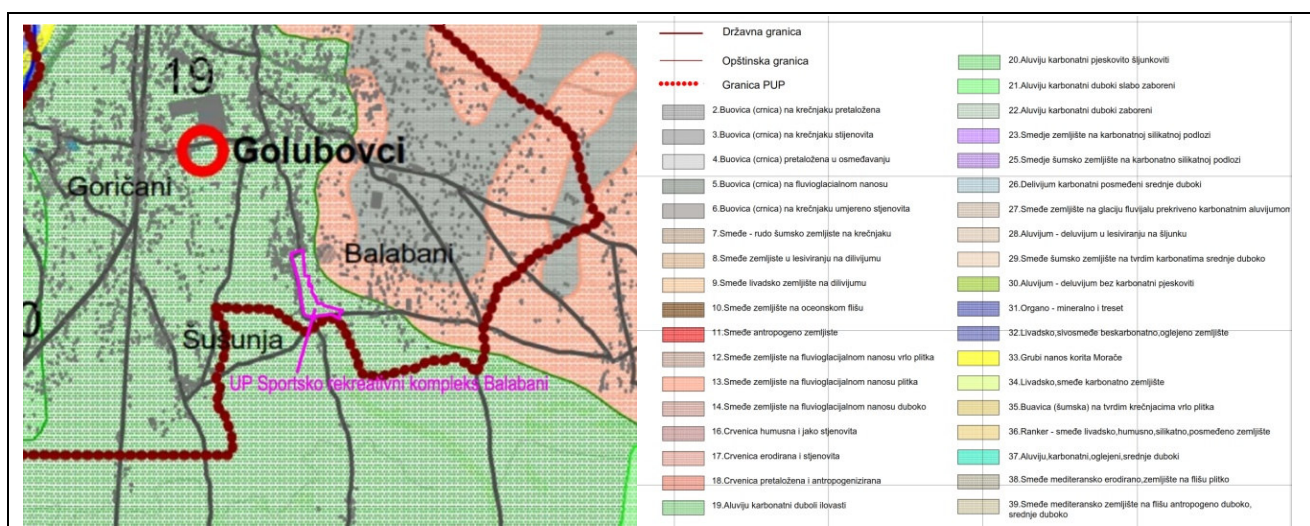 19
Golubovci
Goričani
Balabani
0
Šušunja
UP Sportsko rekreativni kompleks Balabani
Državna granica
Opštinska granica
Granica PUP
2.Buovica (crnica) na krečnjaku pretaložena
3.Buovica (crnica) na krečnjaku stjenovita
4.Buovica (crnica) pretaložena u osmeđavanju
5.Buovica (crnica) na fluvioglacialnom nanosu
6.Buovica (crnica) na krečnjaku umjereno stjenovita
7.Smeđe - rudo šumsko zemljiste na krečnjaku
8.Smeđe zemljiste u lesiviranju na dilivijumu
9.Smeđe livadsko zemljište na dilivijumu
10.Smeđe zemljište na oceonskom flišu
11.Smeđe antropogeno zemljiste
12.Smeđe zemljište na fluvioglacijalnom nanosu vrlo plitka
13.Smeđe zemljiste na fluvioglacijalnom nanosu plitka
14.Smeđe zemljiste na fluvioglacijalnom nanosu duboko
16.Crvenica humusna i jako stjenovita
17.Crvenica erodirana i stjenovita
18.Crvenica pretaložena i antropogenizirana
19.Aluviju karbonatni duboli ilovasti
20.Aluviju karbonatni pjeskovito šljunkoviti
21.Aluviju karbonatni duboki slabo zaboreni
22.Aluviju karbonatni duboki zaboreni
23.Smedje zemljište na karbonatnoj silikatnoj podlozi
25.Smedje šumsko zemljište na karbonatno silikatnoj podlozi
26.Delivijum karbonatni posmeđeni srednje duboki
27.Smeđe zemljište na glaciju fluvijalu prekriveno karbonatnim aluvijumom
28.Aluvijum - deluvijum u lesiviranju na šljunku
29.Smeđe šumsko zemljište na tvrdim karbonatima srednje duboko
30.Aluvijum - deluvijum bez karbonatni pjeskoviti
31.Organo - mineralno i treset
32.Livadsko,sivosmeđe beskarbonatno,oglejeno zemljište
33.Grubi nanos korita Morače
34.Livadsko,smeđe karbonatno zemljište
35.Buavica (šumska) na tvrdim krečnjacima vrlo plitka
36.Ranker - smeđe livadsko,humusno,silikatno,posmeđeno zemljište
37.Aluviju,karbonatni,oglejeni,srednje duboki
38.Smeđe mediteransko erodirano,zemljište na flišu plitko
39.Smeđe mediteransko zemljište na flišu antropogeno duboko,
srednje duboko